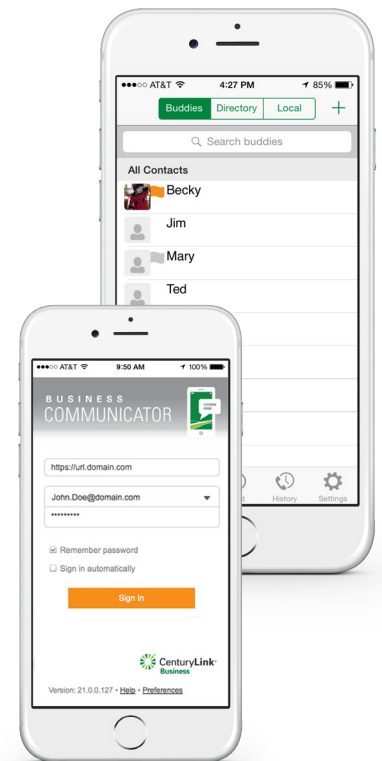 AT&T 4:27 PM 85%
Buddies Directory Local +
Search buddies
All Contacts
Becky
Jim
Mary
Ted
History Settings
AT&T 9:50 AM 100%
BUSINESS
COMMUNICATOR
https://url.domain.com
John.Doe@domain.com
•••••••••
Remember password
Sign in automatically
Sign In
CenturyLink
Business
Version: 21.0.0.127 • Help • Preferences